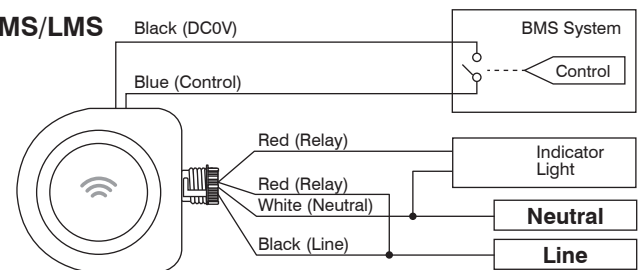 MS/LMS
Black (DC0V)
BMS System
Control
Blue (Control)
Red (Relay)
Indicator
Light
Red (Relay)
White (Neutral)
Neutral
Black (Line)
Line